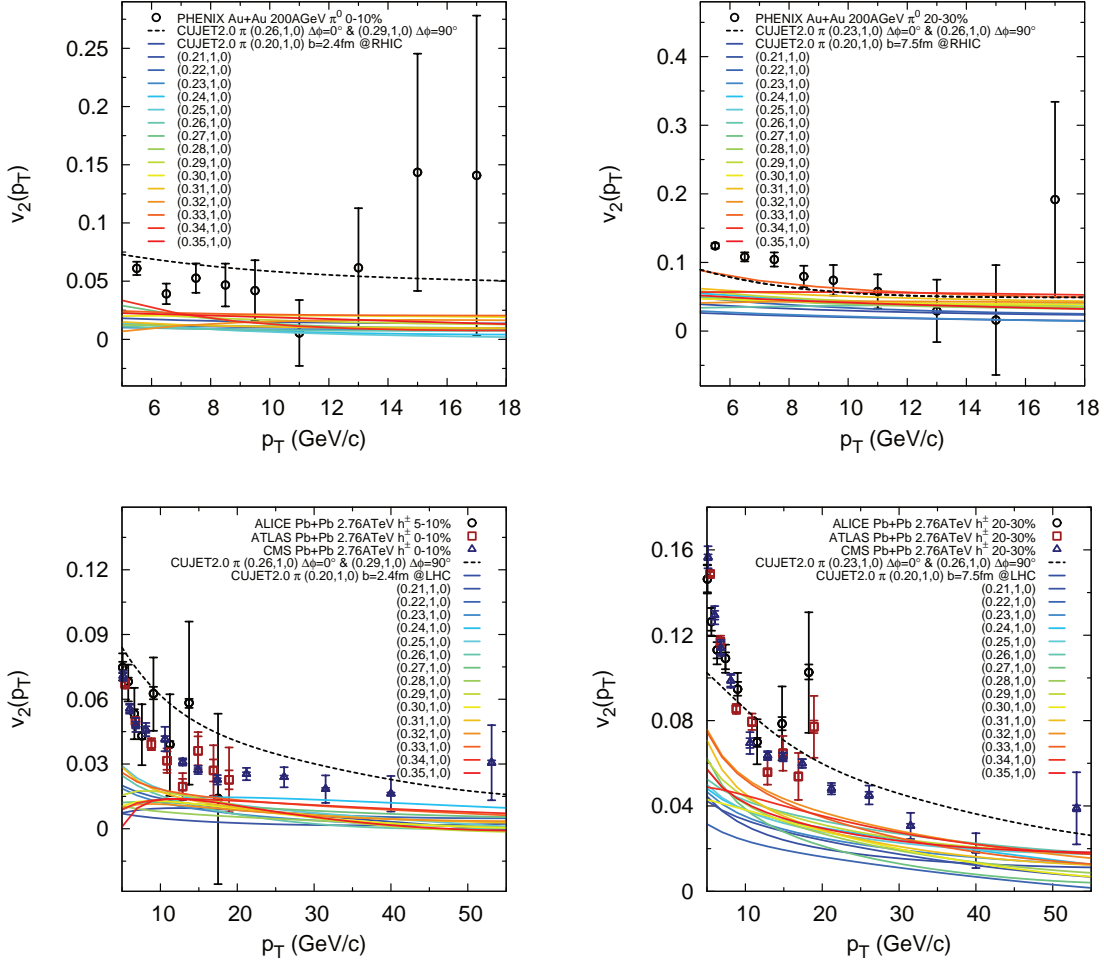 PHENIX Au+Au 200AGeV π⁰ 0-10%
CUJET2.0 π (0.26,1,0) Δϕ=0° & (0.29,1,0) Δϕ=90°
CUJET2.0 π (0.20,1,0) b=2.4fm @RHIC
(0.21,1,0)
(0.22,1,0)
(0.23,1,0)
(0.24,1,0)
(0.25,1,0)
(0.26,1,0)
(0.27,1,0)
(0.28,1,0)
(0.29,1,0)
(0.30,1,0)
(0.31,1,0)
(0.32,1,0)
(0.33,1,0)
(0.34,1,0)
(0.35,1,0)
0.25
0.2
0.15
0.1
0.05
0
v₂(p_T)
6 8 10 12 14 16 18
p_T (GeV/c)
PHENIX Au+Au 200AGeV π⁰ 20-30%
CUJET2.0 π (0.23,1,0) Δϕ=0° & (0.26,1,0) Δϕ=90°
CUJET2.0 π (0.20,1,0) b=7.5fm @RHIC
(0.21,1,0)
(0.22,1,0)
(0.23,1,0)
(0.24,1,0)
(0.25,1,0)
(0.26,1,0)
(0.27,1,0)
(0.28,1,0)
(0.29,1,0)
(0.30,1,0)
(0.31,1,0)
(0.32,1,0)
(0.33,1,0)
(0.34,1,0)
(0.35,1,0)
0.4
0.3
0.2
0.1
0
v₂(p_T)
6 8 10 12 14 16 18
p_T (GeV/c)
ALICE Pb+Pb 2.76ATeV h± 5-10%
ATLAS Pb+Pb 2.76ATeV h± 0-10%
CMS Pb+Pb 2.76ATeV h± 0-10%
CUJET2.0 π (0.26,1,0) Δϕ=0° & (0.29,1,0) Δϕ=90°
CUJET2.0 π (0.20,1,0) b=2.4fm @LHC
(0.21,1,0)
(0.22,1,0)
(0.23,1,0)
(0.24,1,0)
(0.25,1,0)
(0.26,1,0)
(0.27,1,0)
(0.28,1,0)
(0.29,1,0)
(0.30,1,0)
(0.31,1,0)
(0.32,1,0)
(0.33,1,0)
(0.34,1,0)
(0.35,1,0)
0.12
0.09
0.06
0.03
0
v₂(p_T)
10 20 30 40 50
p_T (GeV/c)
ALICE Pb+Pb 2.76ATeV h± 20-30%
ATLAS Pb+Pb 2.76ATeV h± 20-30%
CMS Pb+Pb 2.76ATeV h± 20-30%
CUJET2.0 π (0.23,1,0) Δϕ=0° & (0.26,1,0) Δϕ=90°
CUJET2.0 π (0.20,1,0) b=7.5fm @LHC
(0.21,1,0)
(0.22,1,0)
(0.23,1,0)
(0.24,1,0)
(0.25,1,0)
(0.26,1,0)
(0.27,1,0)
(0.28,1,0)
(0.29,1,0)
(0.30,1,0)
(0.31,1,0)
(0.32,1,0)
(0.33,1,0)
(0.34,1,0)
(0.35,1,0)
0.16
0.12
0.08
0.04
0
v₂(p_T)
10 20 30 40 50
p_T (GeV/c)